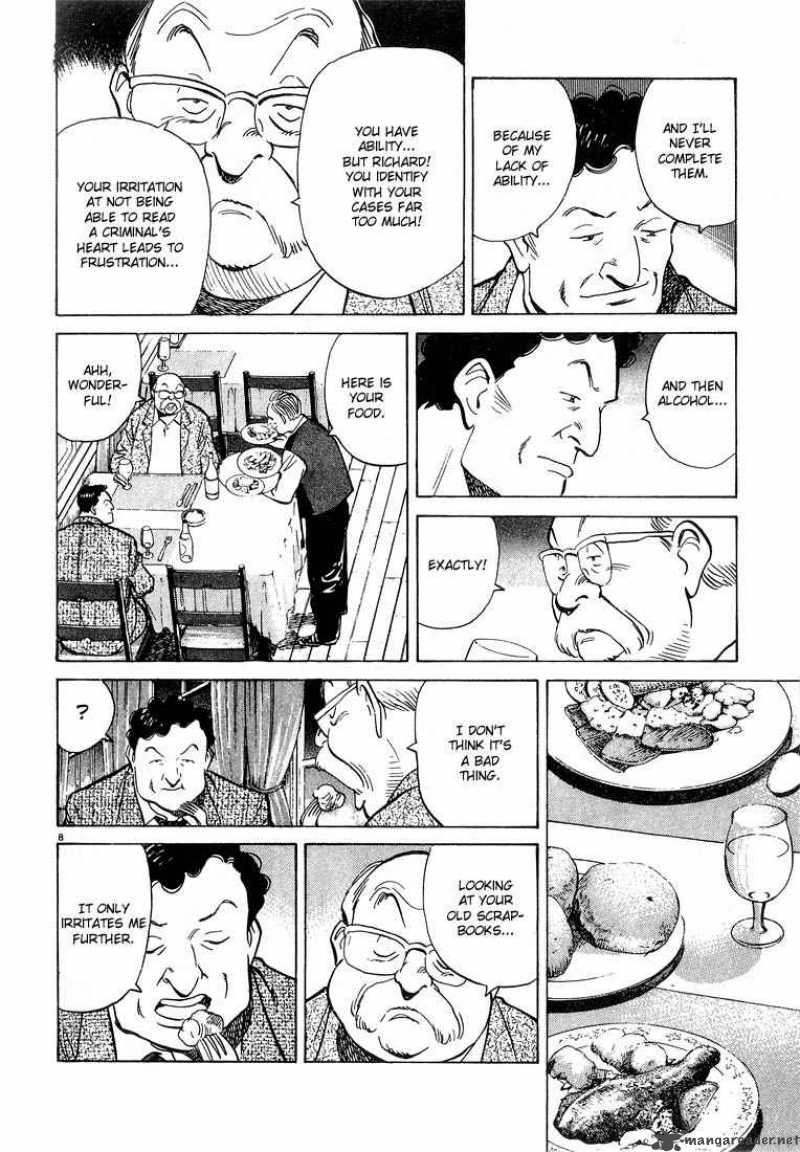 BECAUSE
OF MY
LACK OF
ABILITY...
AND I'LL
NEVER
COMPLETE
THEM.
YOU HAVE
ABILITY...
BUT RICHARD!
YOU IDENTIFY
WITH YOUR
CASES FAR
TOO MUCH!
YOUR IRRITATION
AT NOT BEING
ABLE TO READ
A CRIMINAL'S
HEART LEADS TO
FRUSTRATION...
AND THEN
ALCOHOL...
EXACTLY!
HERE IS
YOUR
FOOD.
AHH,
WONDER-
FUL!
I DON'T
THINK IT'S
A BAD
THING.
?
8
LOOKING
AT YOUR
OLD SCRAP-
BOOKS...
IT ONLY
IRRITATES ME
FURTHER.
mangareader.net